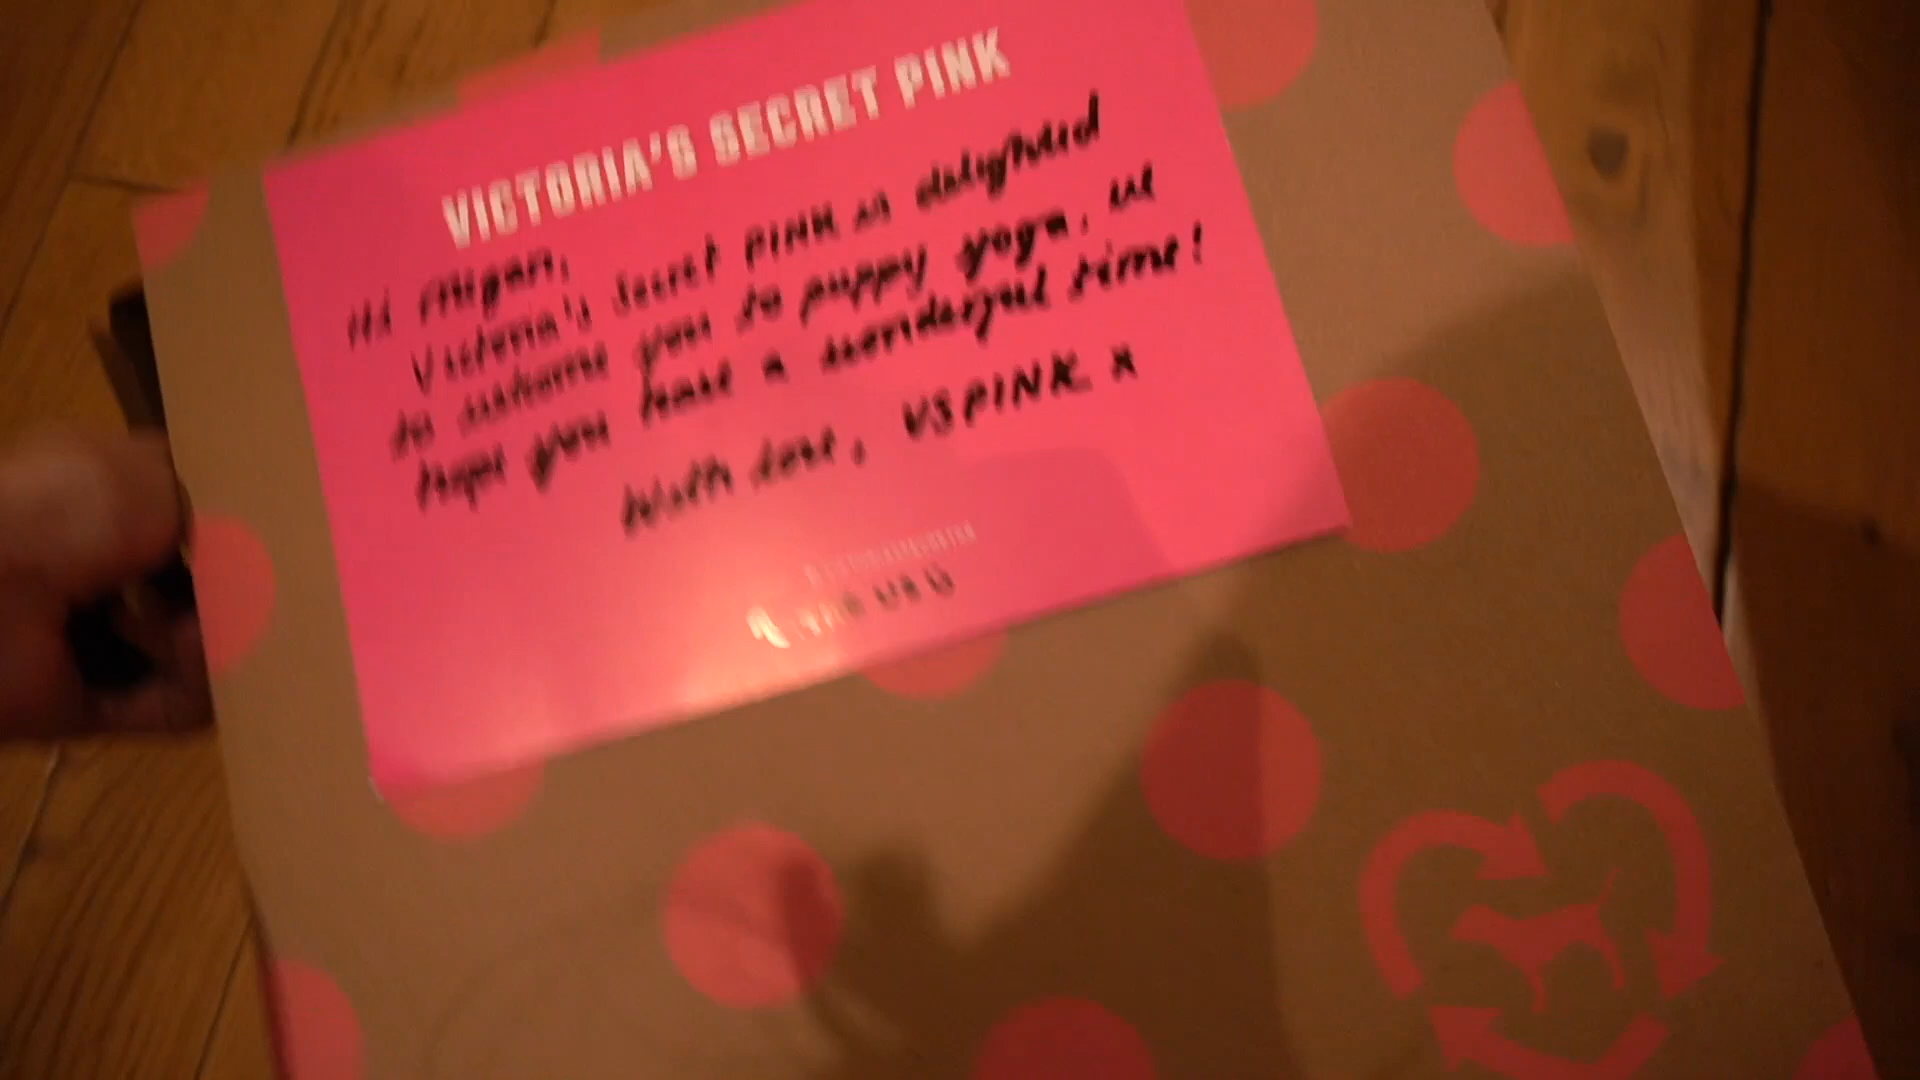 VICTORIA'S SECRET PINK
Hi Megan,
Victoria's Secret PINK is delighted
to welcome you to puppy yoga. We
hope you have a wonderful time!
With love, VSPINK x